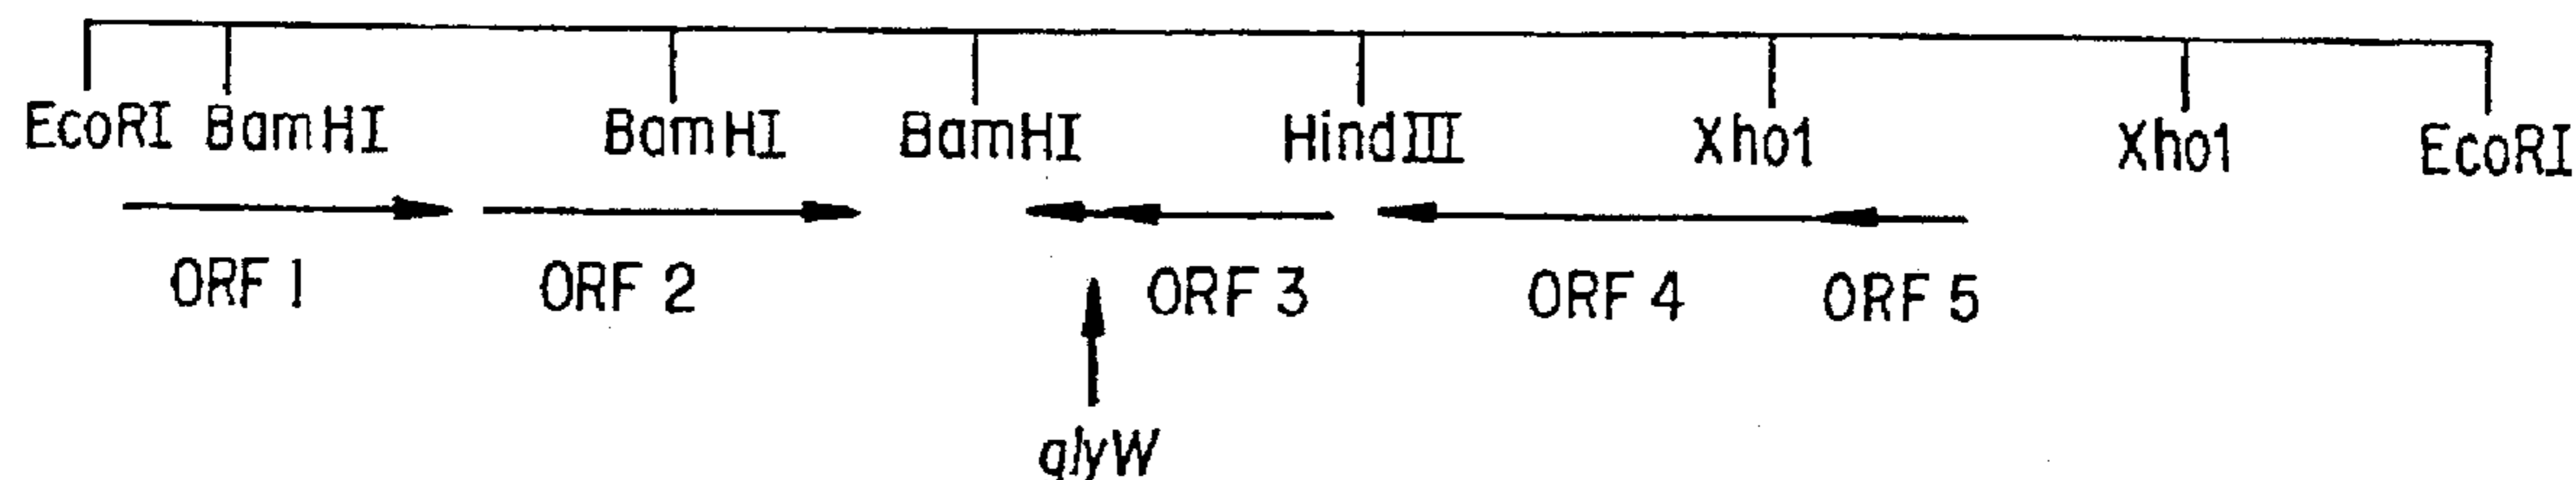 EcoRI BamHI BamHI BamHI HindIII Xho1 Xho1 EcoRI
ORF 1 ORF 2 ORF 3 ORF 4 ORF 5
glyW